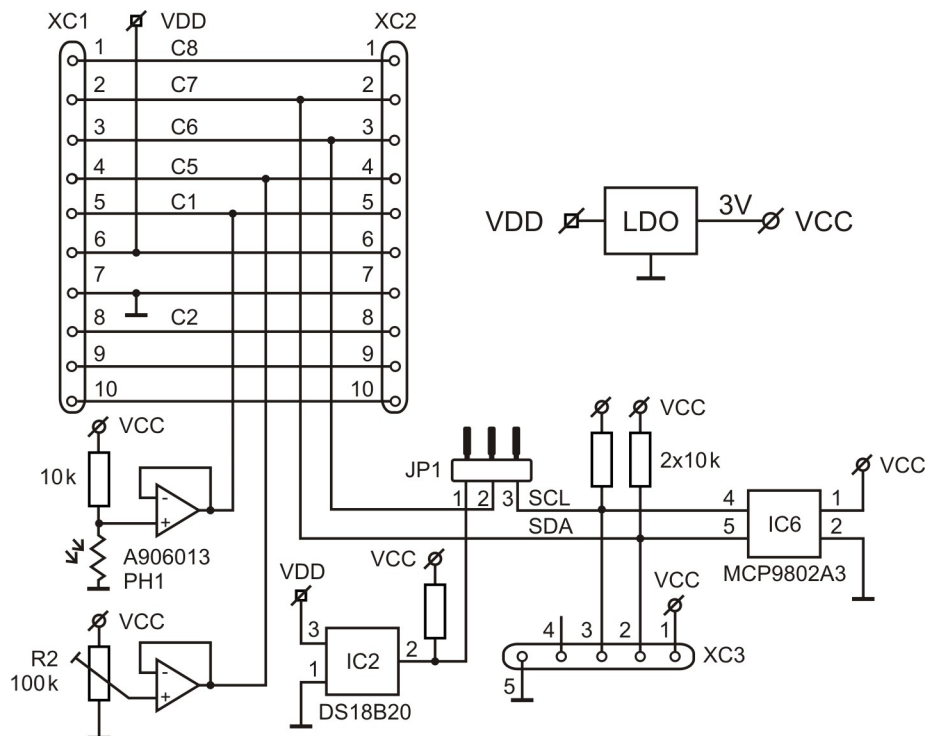 XC1
VDD
XC2
1 C8 1
2 C7 2
3 C6 3
4 C5 4
5 C1 5
6 6
7 7
8 C2 8
9 9
10 10
VDD
LDO
3V
VCC
VCC
10k
-
+
A906013
PH1
VCC
R2
100k
-
+
JP1
1 2 3
SCL
SDA
VCC
2x10k
4
5
IC6
1
2
VCC
MCP9802A3
VDD
VCC
3
1
IC2
2
DS18B20
VCC
4 3 2 1
XC3
5